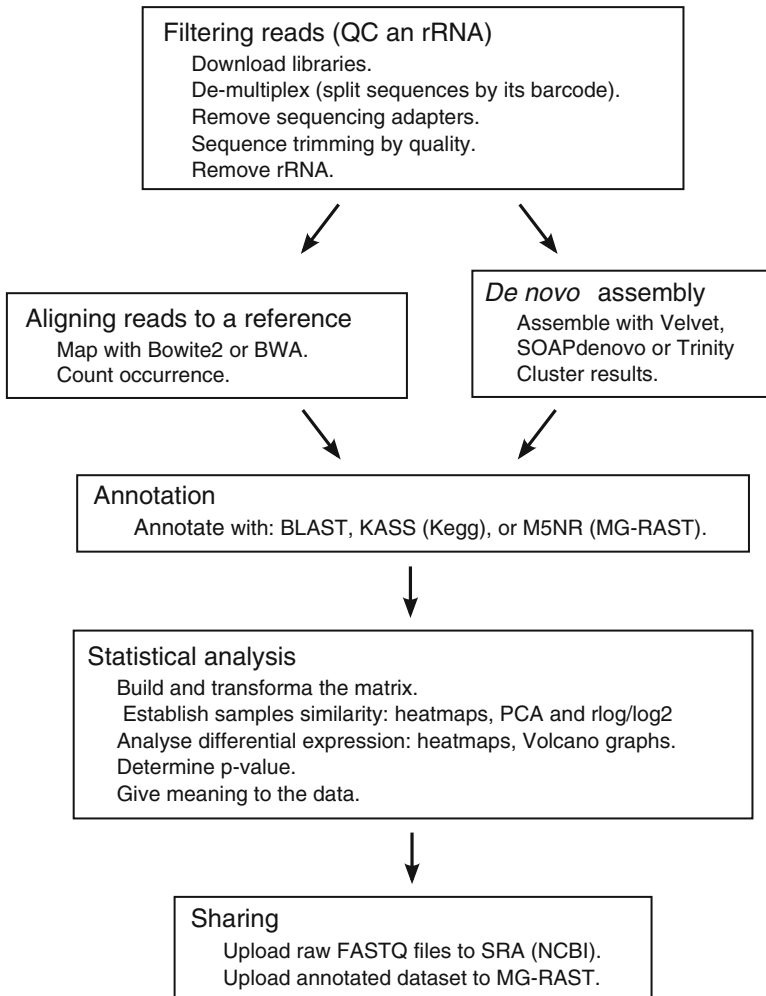 Filtering reads (QC an rRNA)
Download libraries.
De-multiplex (split sequences by its barcode).
Remove sequencing adapters.
Sequence trimming by quality.
Remove rRNA.
Aligning reads to a reference
Map with Bowite2 or BWA.
Count occurrence.
De novo assembly
Assemble with Velvet,
SOAPdenovo or Trinity
Cluster results.
Annotation
Annotate with: BLAST, KASS (Kegg), or M5NR (MG-RAST).
Statistical analysis
Build and transforma the matrix.
Establish samples similarity: heatmaps, PCA and rlog/log2
Analyse differential expression: heatmaps, Volcano graphs.
Determine p-value.
Give meaning to the data.
Sharing
Upload raw FASTQ files to SRA (NCBI).
Upload annotated dataset to MG-RAST.